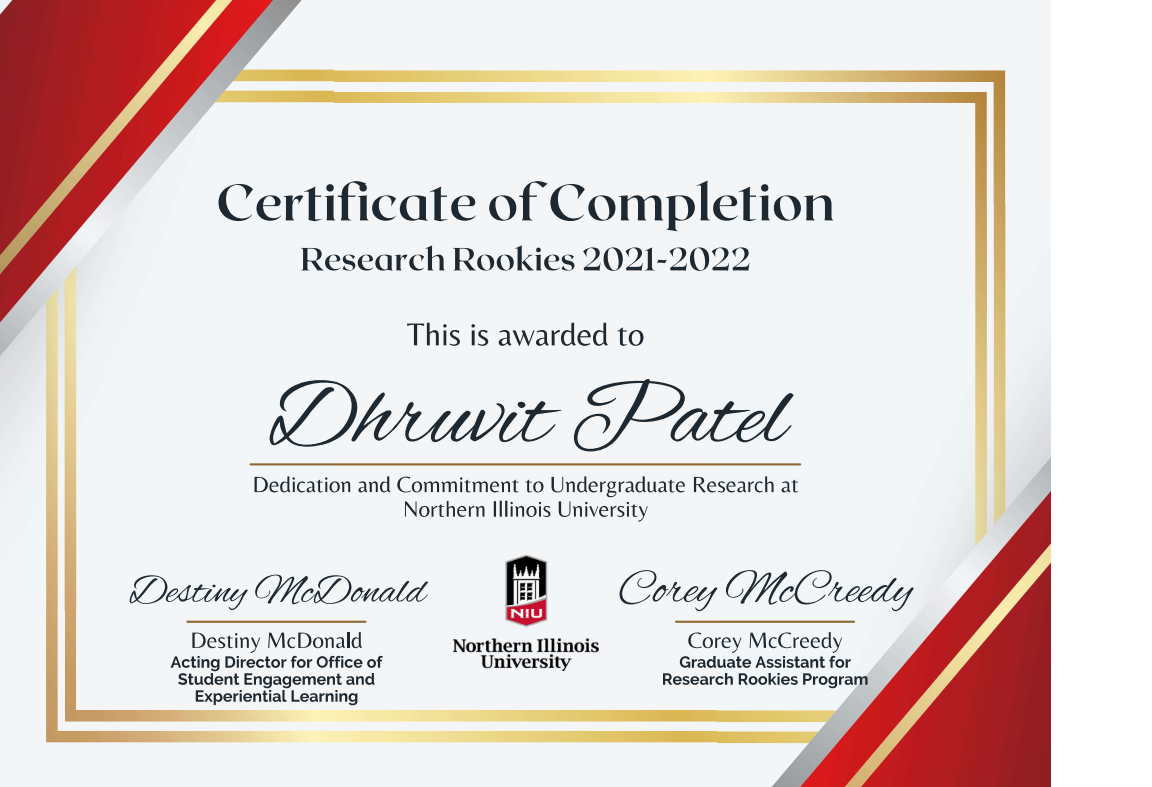 Certificate of Completion
Research Rookies 2021-2022
This is awarded to
Dhruvit Patel
Dedication and Commitment to Undergraduate Research at
Northern Illinois University
Destiny McDonald
Destiny McDonald
Acting Director for Office of
Student Engagement and
Experiential Learning
NIU
Northern Illinois
University
Corey McCreedy
Corey McCreedy
Graduate Assistant for
Research Rookies Program